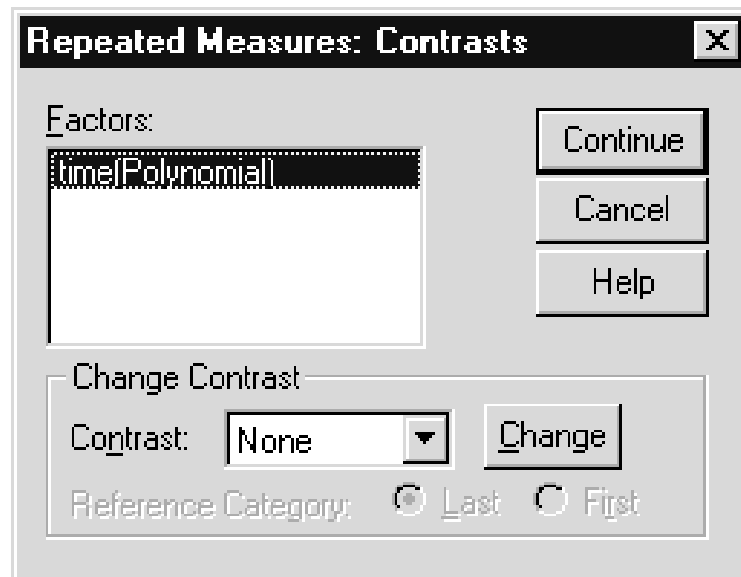 Repeated Measures: Contrasts
Factors:
time(Polynomial)
Continue
Cancel
Help
Change Contrast
Contrast: None Change
Reference Category: Last First